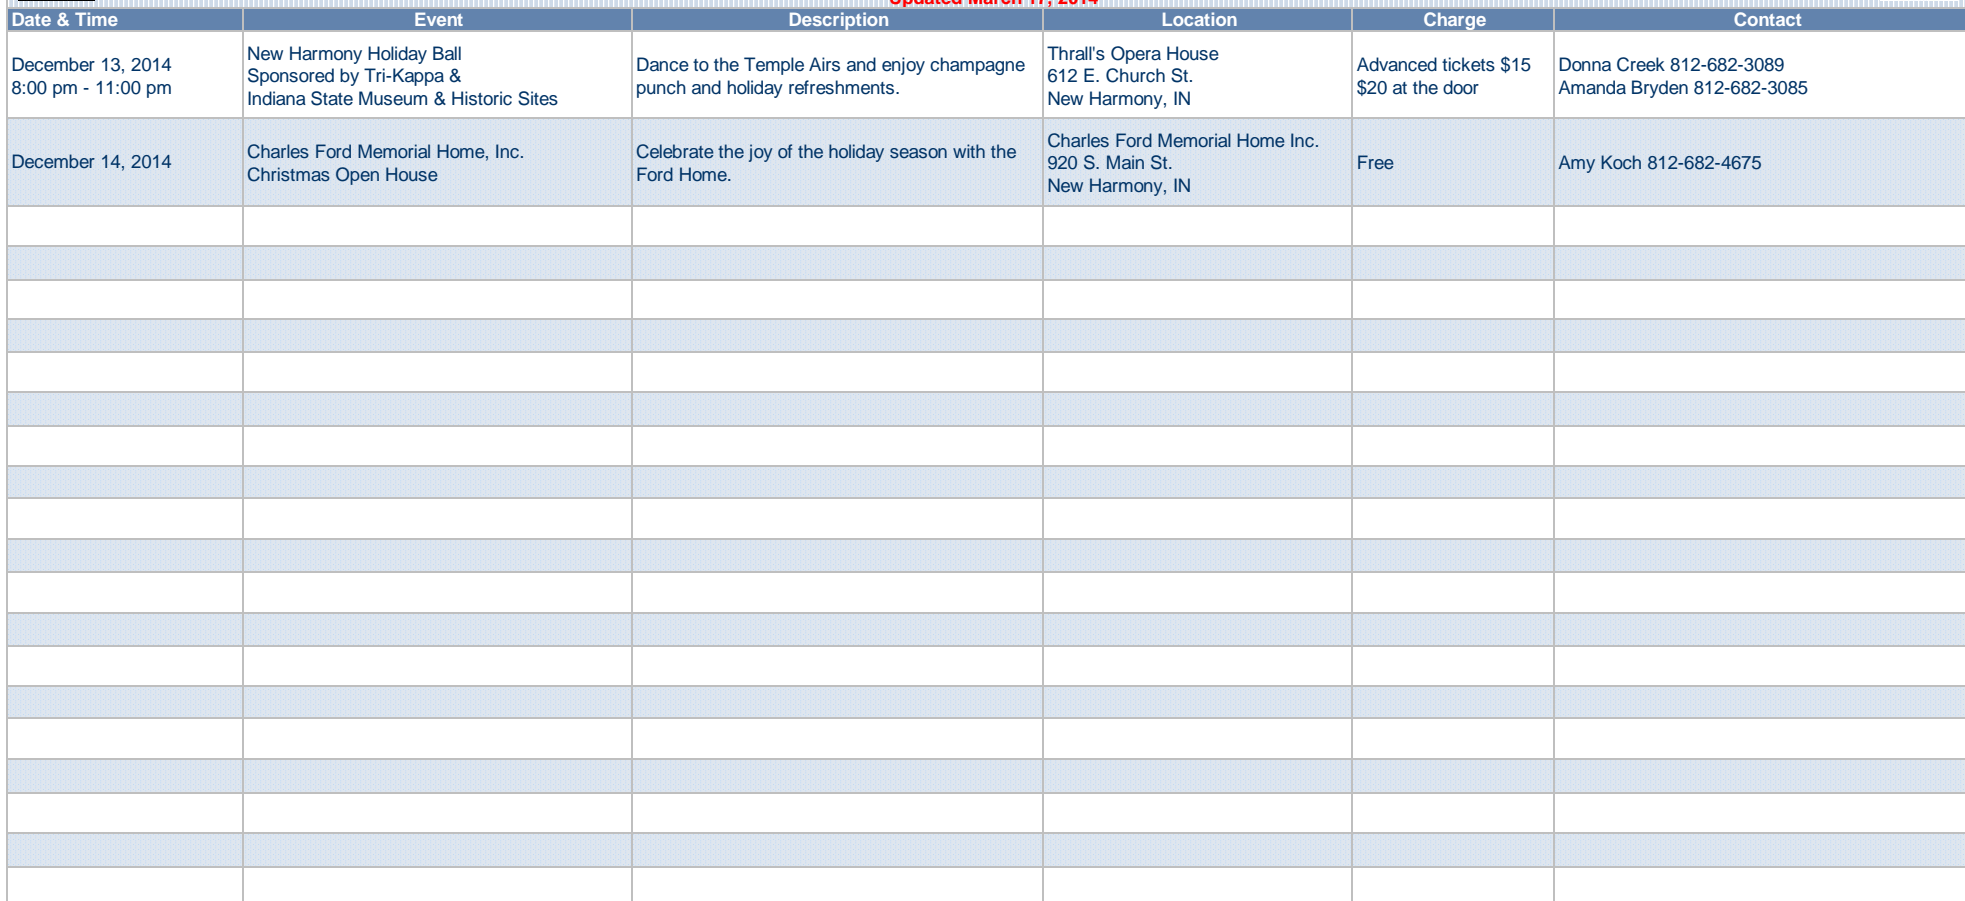 Updated March 17, 2014
Date & Time Event Description Location Charge Contact
December 13, 2014
8:00 pm - 11:00 pm
New Harmony Holiday Ball
Sponsored by Tri-Kappa &
Indiana State Museum & Historic Sites
Dance to the Temple Airs and enjoy champagne
punch and holiday refreshments.
Thrall's Opera House
612 E. Church St.
New Harmony, IN
Advanced tickets $15
$20 at the door
Donna Creek 812-682-3089
Amanda Bryden 812-682-3085
December 14, 2014
Charles Ford Memorial Home, Inc.
Christmas Open House
Celebrate the joy of the holiday season with the
Ford Home.
Charles Ford Memorial Home Inc.
920 S. Main St.
New Harmony, IN
Free
Amy Koch 812-682-4675